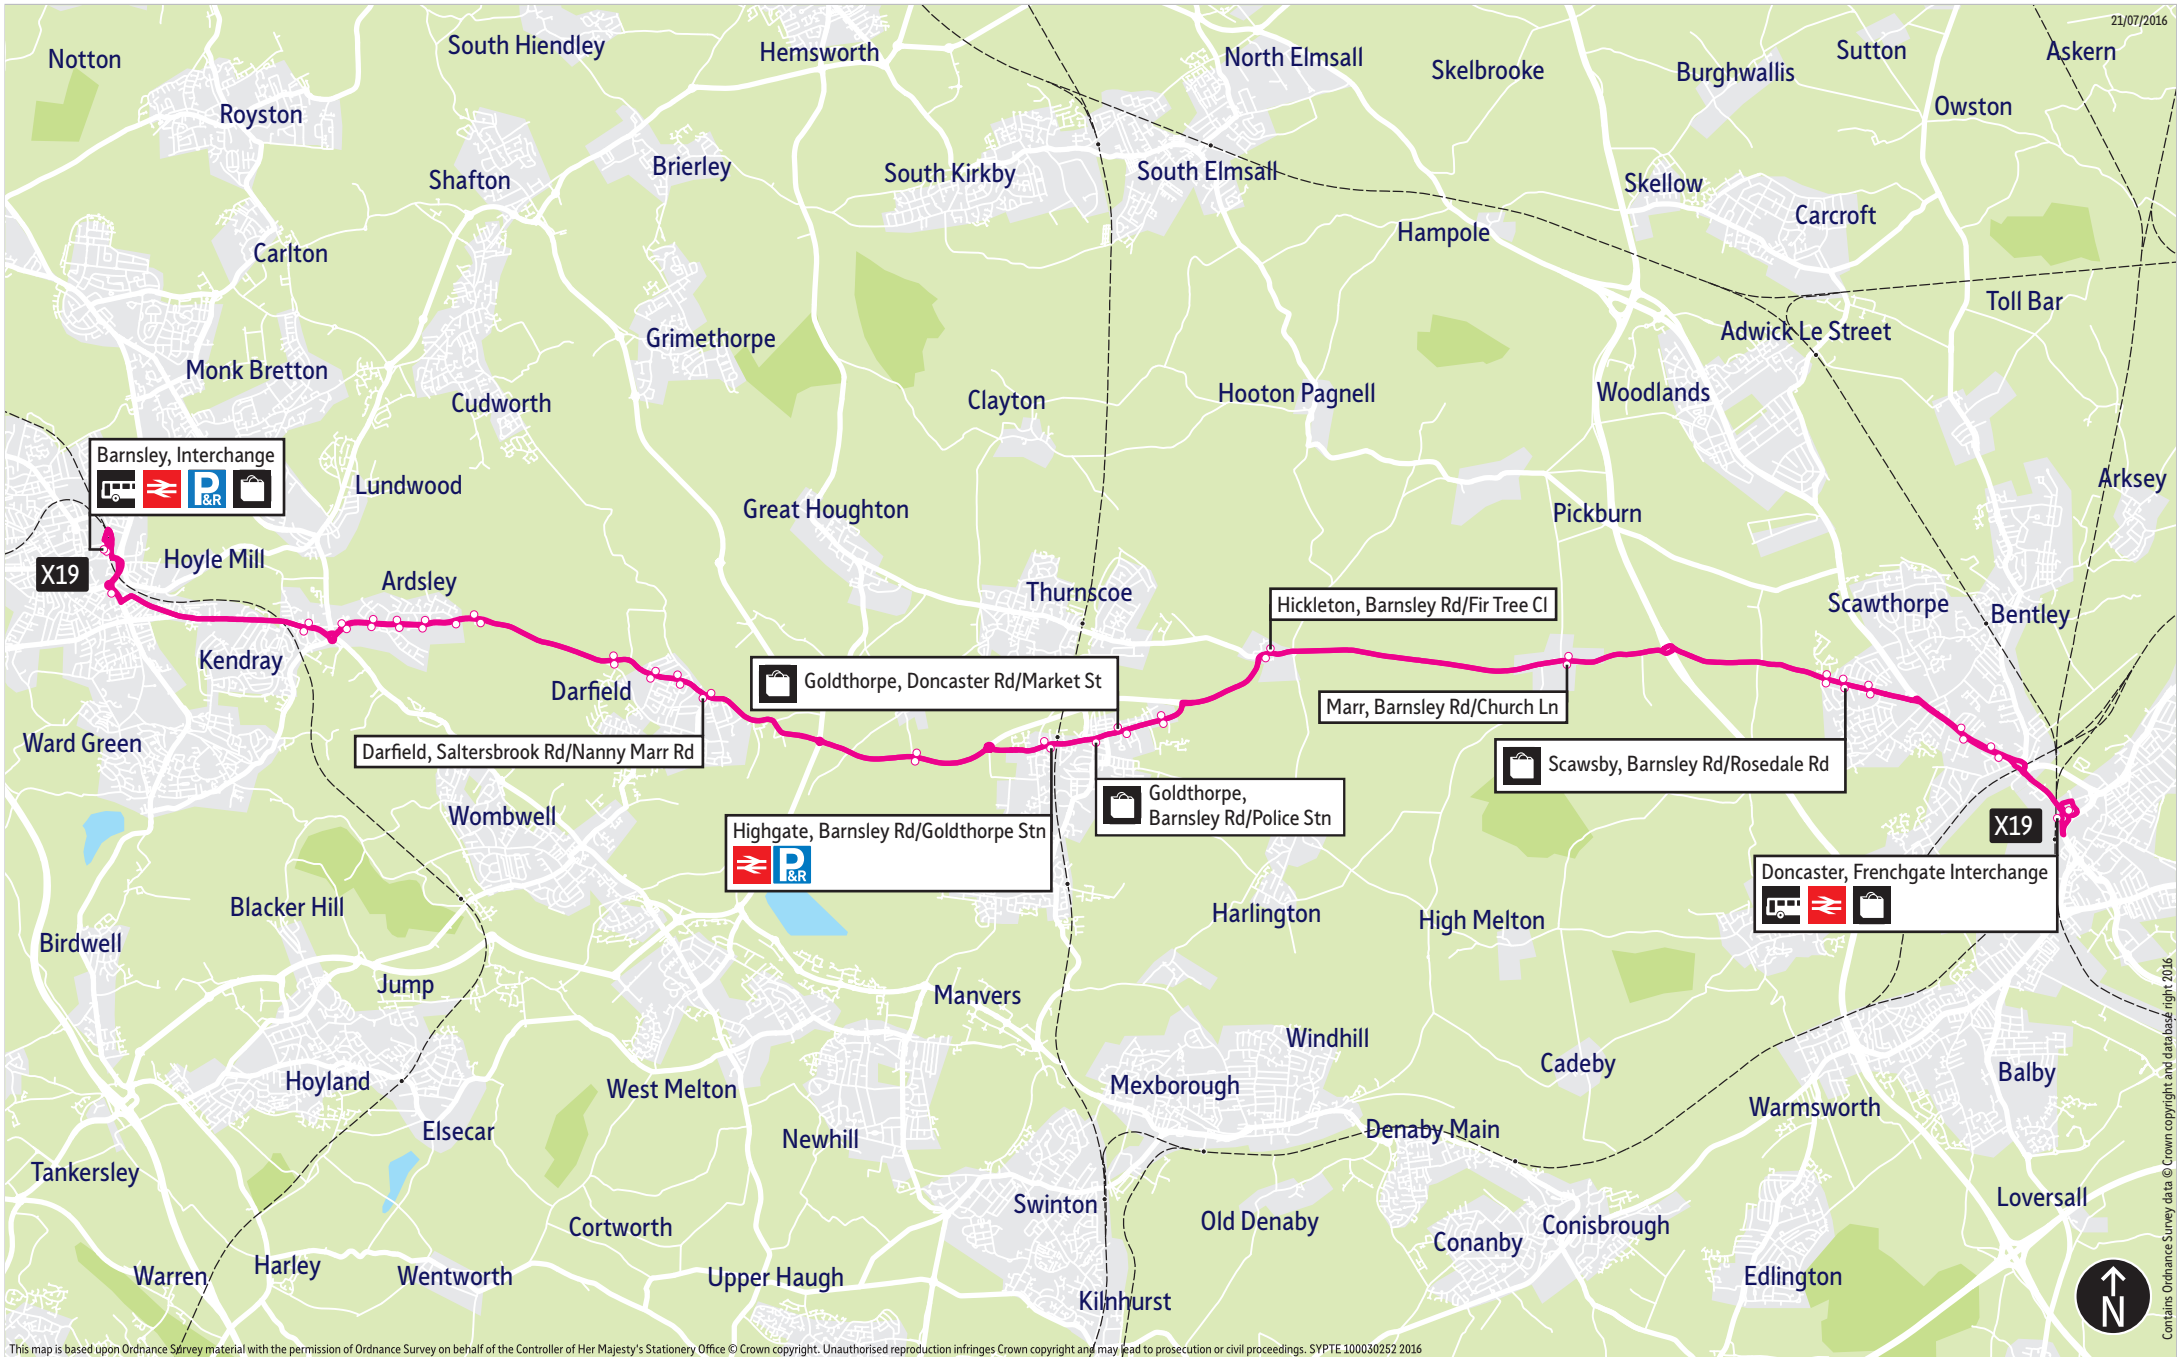 21/07/2016
Notton
South Hiendley
Hemsworth
North Elmsall
Skelbrooke
Burghwallis
Sutton
Askern
Royston
Owston
Shafton
Brierley
South Kirkby
South Elmsall
Skellow
Carcroft
Hampole
Carlton
Toll Bar
Grimethorpe
Adwick Le Street
Monk Bretton
Cudworth
Clayton
Hooton Pagnell
Woodlands
Barnsley, Interchange
P&R
Lundwood
Great Houghton
Pickburn
Arksey
Hoyle Mill
X19
Ardsley
Thurnscoe
Hickleton, Barnsley Rd/Fir Tree Cl
Scawthorpe
Bentley
Kendray
Darfield
Goldthorpe, Doncaster Rd/Market St
Marr, Barnsley Rd/Church Ln
Ward Green
Darfield, Saltersbrook Rd/Nanny Marr Rd
Scawsby, Barnsley Rd/Rosedale Rd
Goldthorpe,
Barnsley Rd/Police Stn
Wombwell
Highgate, Barnsley Rd/Goldthorpe Stn
P&R
X19
Doncaster, Frenchgate Interchange
Blacker Hill
Harlington
High Melton
Birdwell
Jump
Manvers
Windhill
Cadeby
Hoyland
West Melton
Mexborough
Balby
Warmsworth
Elsecar
Newhill
Denaby Main
Tankersley
Swinton
Old Denaby
Loversall
Cortworth
Conanby
Conisbrough
Warren
Harley
Wentworth
Upper Haugh
Kilnhurst
Edlington
N
Contains Ordnance Survey data © Crown copyright and database right 2016
This map is based upon Ordnance Survey material with the permission of Ordnance Survey on behalf of the Controller of Her Majesty's Stationery Office © Crown copyright. Unauthorised reproduction infringes Crown copyright and may lead to prosecution or civil proceedings. SYPTE 100030252 2016